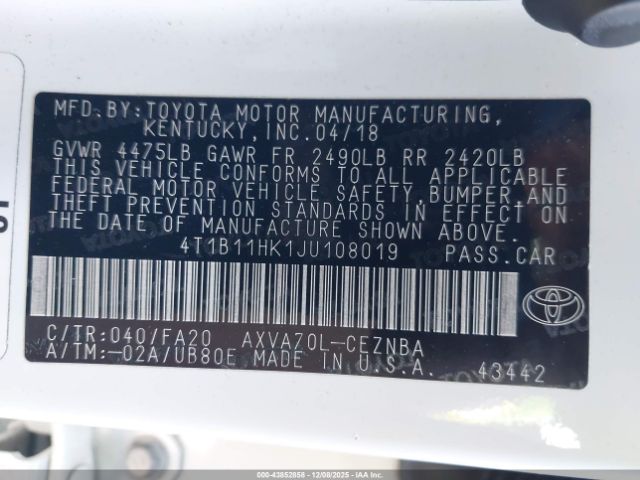 MFD.BY:TOYOTA MOTOR MANUFACTURING,
KENTUCKY,INC.04/18
GVWR 4475LB GAWR FR 2490LB RR 2420LB
THIS VEHICLE CONFORMS TO ALL APPLICABLE
FEDERAL MOTOR VEHICLE SAFETY,BUMPER,AND
THEFT PREVENTION STANDARDS IN EFFECT ON
THE DATE OF MANUFACTURE SHOWN ABOVE.
4T1B11HK1JU108019 PASS.CAR
C/TR:040/FA20 AXVA70L-CEZNBA
A/TM:-02A/UB80E MADE IN U.S.A. 43442
TOYOTA
000-43852858 12/08/2025 IAAI.COM